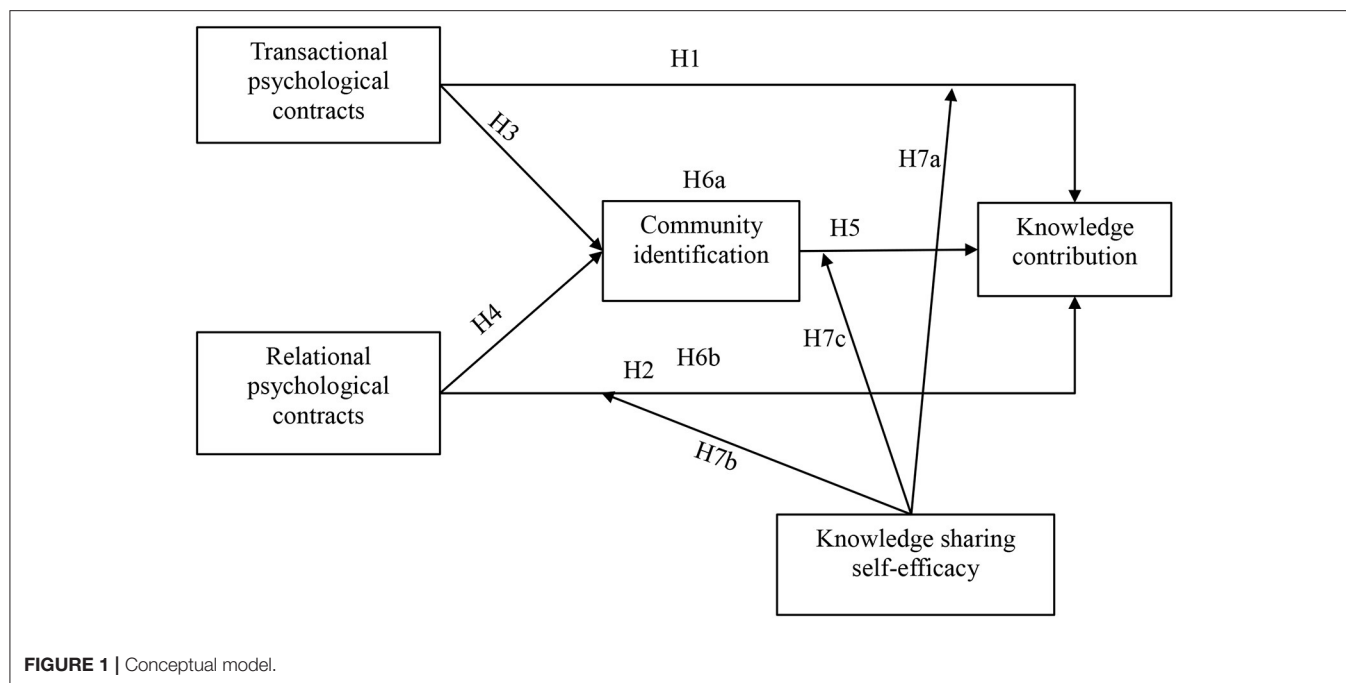 Transactional
psychological
contracts
H1
H3
H7a
H6a
Community
identification
H5
Knowledge
contribution
H4
H7c
Relational
psychological
contracts
H6b
H2
H7b
Knowledge sharing
self-efficacy
FIGURE 1 | Conceptual model.